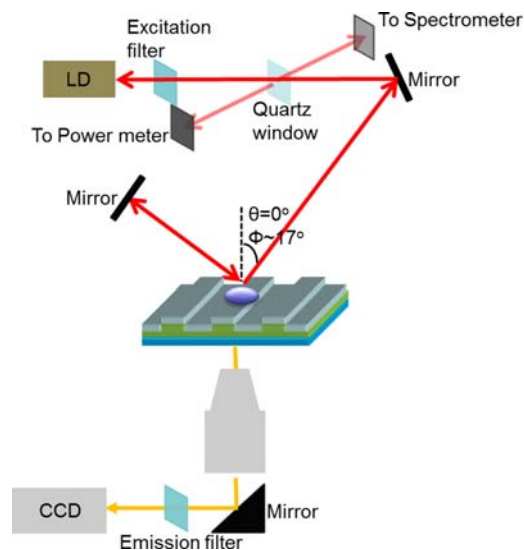 To Spectrometer
Excitation
filter
LD
Mirror
Quartz
window
To Power meter
Mirror
θ=0°
Φ~17°
CCD
Mirror
Emission filter